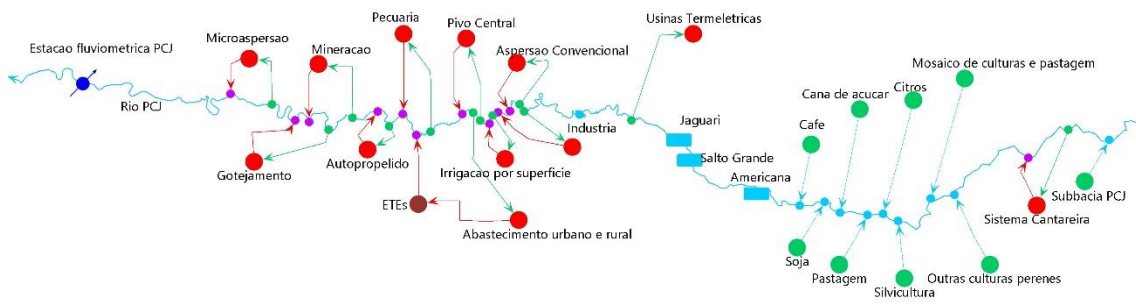 Estacao fluviometrica PCJ
Rio PCJ
Microaspersao
Mineracao
Pecuaria
Pivo Central
Aspersao Convencional
Usinas Termeletricas
Gotejamento
Autopropelido
ETEs
Irrigacao por superficie
Abastecimento urbano e rural
Industria
Jaguari
Salto Grande
Americana
Cafe
Cana de acucar
Citros
Mosaico de culturas e pastagem
Soja
Pastagem
Silvicultura
Outras culturas perenes
Sistema Cantareira
Subbacia PCJ